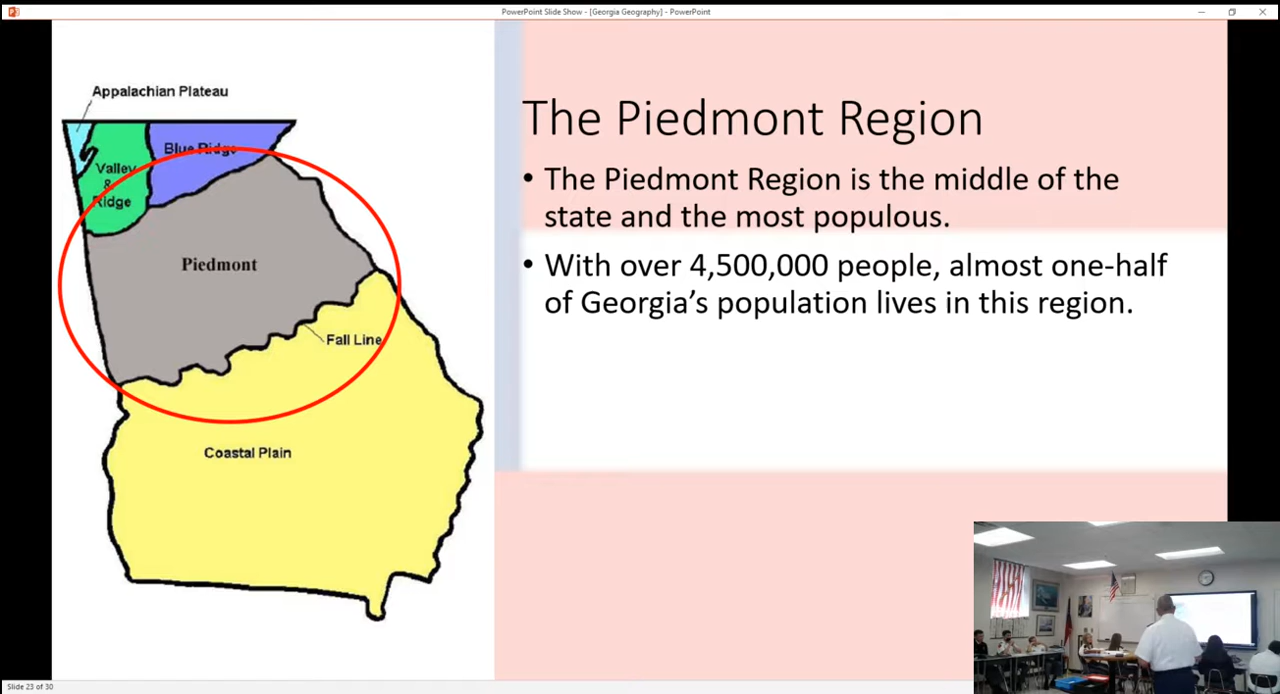 PowerPoint Slide Show - [Georgia Geography] - PowerPoint
Appalachian Plateau
Blue Ridge
Valley
&
Ridge
Piedmont
Fall Line
Coastal Plain
The Piedmont Region
• The Piedmont Region is the middle of the
state and the most populous.
• With over 4,500,000 people, almost one-half
of Georgia's population lives in this region.
Slide 23 of 30